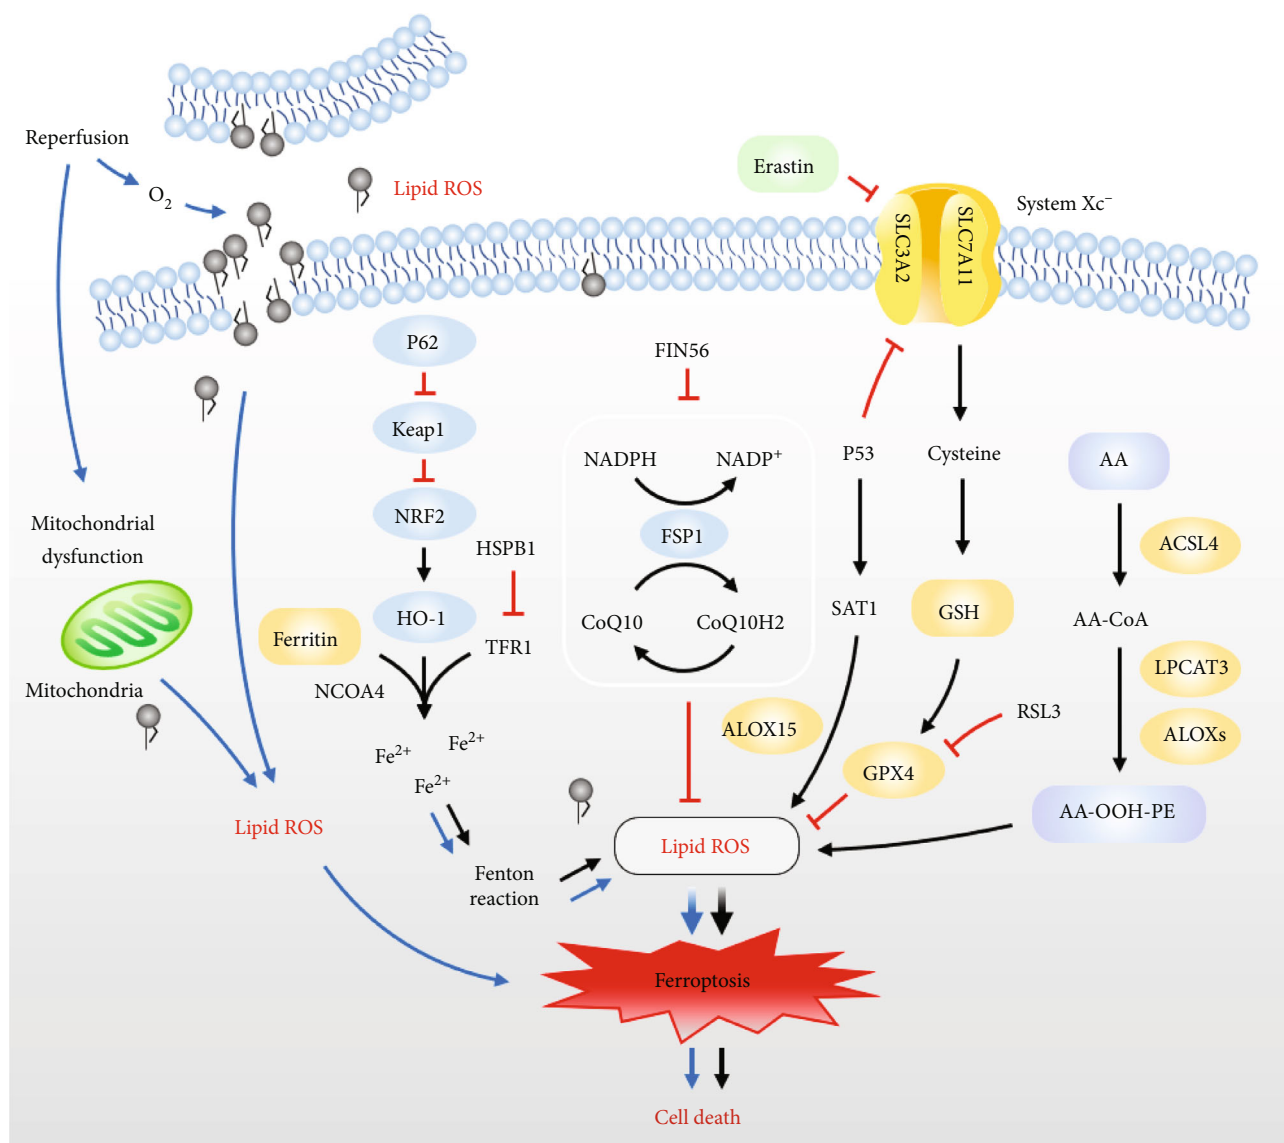 Reperfusion
O₂
Lipid ROS
Erastin
System Xc⁻
SLC3A2
SLC7A11
P62
Keap1
NRF2
HO-1
HSPB1
TFR1
Ferritin
NCOA4
Fe²⁺
Fe²⁺
Fe²⁺
Fenton
reaction
Mitochondrial
dysfunction
Mitochondria
Lipid ROS
FIN56
NADPH
NADP⁺
FSP1
CoQ10
CoQ10H2
P53
SAT1
ALOX15
Cysteine
GSH
GPX4
RSL3
AA
ACSL4
AA-CoA
LPCAT3
ALOXs
AA-OOH-PE
Lipid ROS
Ferroptosis
Cell death